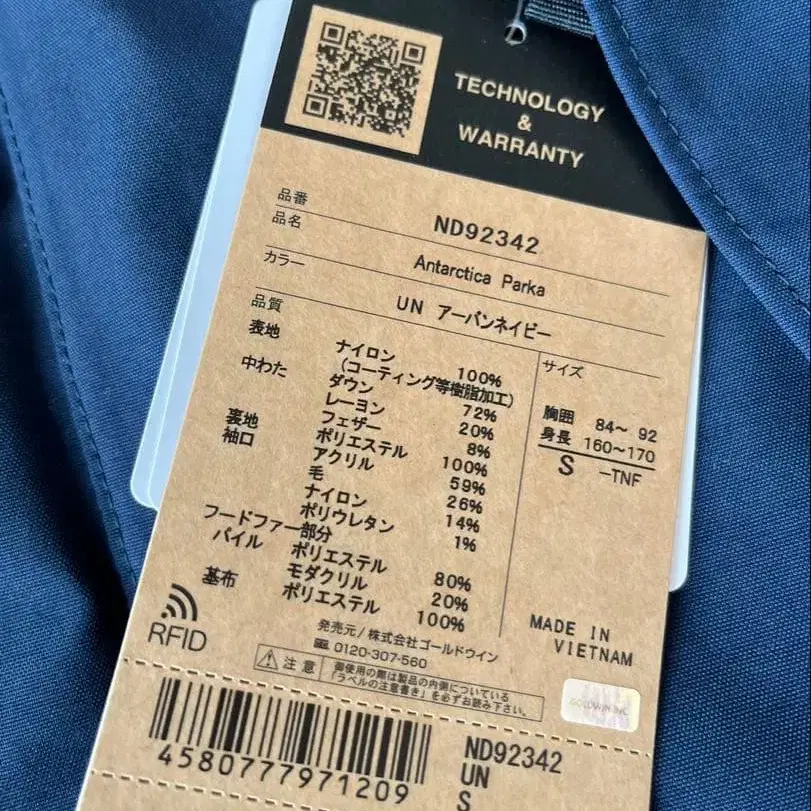 TECHNOLOGY
&
WARRANTY
品番 ND92342
品名 Antarctica Parka
カラー UN アーバンネイビー
品質
表地 ナイロン 100%
(コーティング等樹脂加工)
中わた ダウン 72%
レーヨン 20%
フェザー 8%
裏地 ポリエステル 100%
袖口 アクリル 59%
毛 26%
ナイロン 14%
ポリウレタン 1%
フードファー部分
パイル ポリエステル 80%
モダクリル 20%
基布 ポリエステル 100%
サイズ
胸囲 84~ 92
身長 160~170
S -TNF
発売元/株式会社ゴールドウイン
0120-307-560
注意 御使用の際は製品の内側についている
「ラベルの注意書き」を必ずお読み下さい。
RFID
MADE IN
VIETNAM
GOLDWIN INC.
4580777971209
ND92342
UN
S